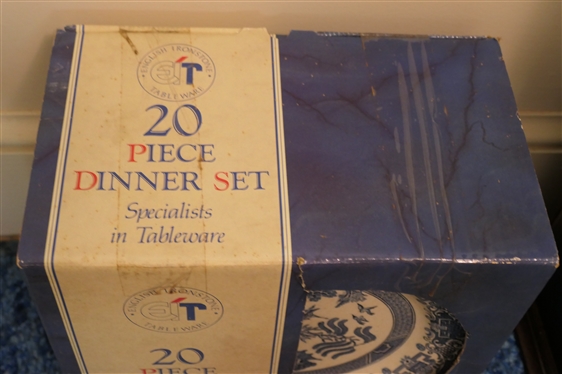 ENGLISH IRONSTONE
EIT
TABLEWARE
20
PIECE
DINNER SET
Specialists
in Tableware
ENGLISH IRONSTONE
EIT
TABLEWARE
20
PIECE